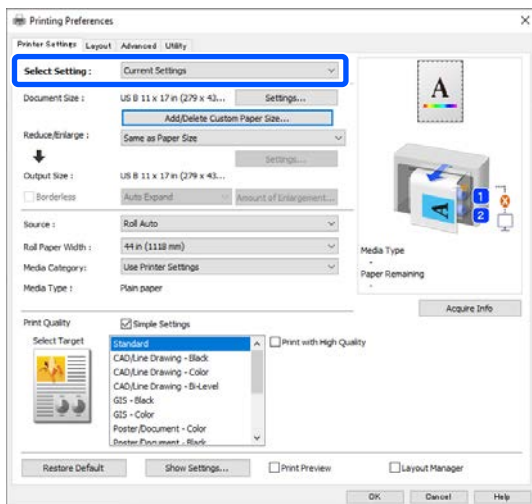 Printing Preferences
Printer Settings Layout Advanced Utility
Select Setting : Current Settings
Document Size : US B 11 x 17 in (279 x 43... Settings...
Add/Delete Custom Paper Size...
Reduce/Enlarge : Same as Paper Size
Settings...
Output Size : US B 11 x 17 in (279 x 43...
Borderless Auto Expand Amount of Enlargement...
Source : Roll Auto
Roll Paper Width : 44 in (1118 mm)
Media Category: Use Printer Settings
Media Type : Plain paper
Print Quality Simple Settings
Select Target
Standard
CAD/Line Drawing - Black
CAD/Line Drawing - Color
CAD/Line Drawing - Bi-Level
GIS - Black
GIS - Color
Poster/Document - Color
Poster/Document - Black
Print with High Quality
A
A
1
2
Media Type
-
Paper Remaining
-
Acquire Info
Restore Default Show Settings... Print Preview Layout Manager
OK Cancel Help